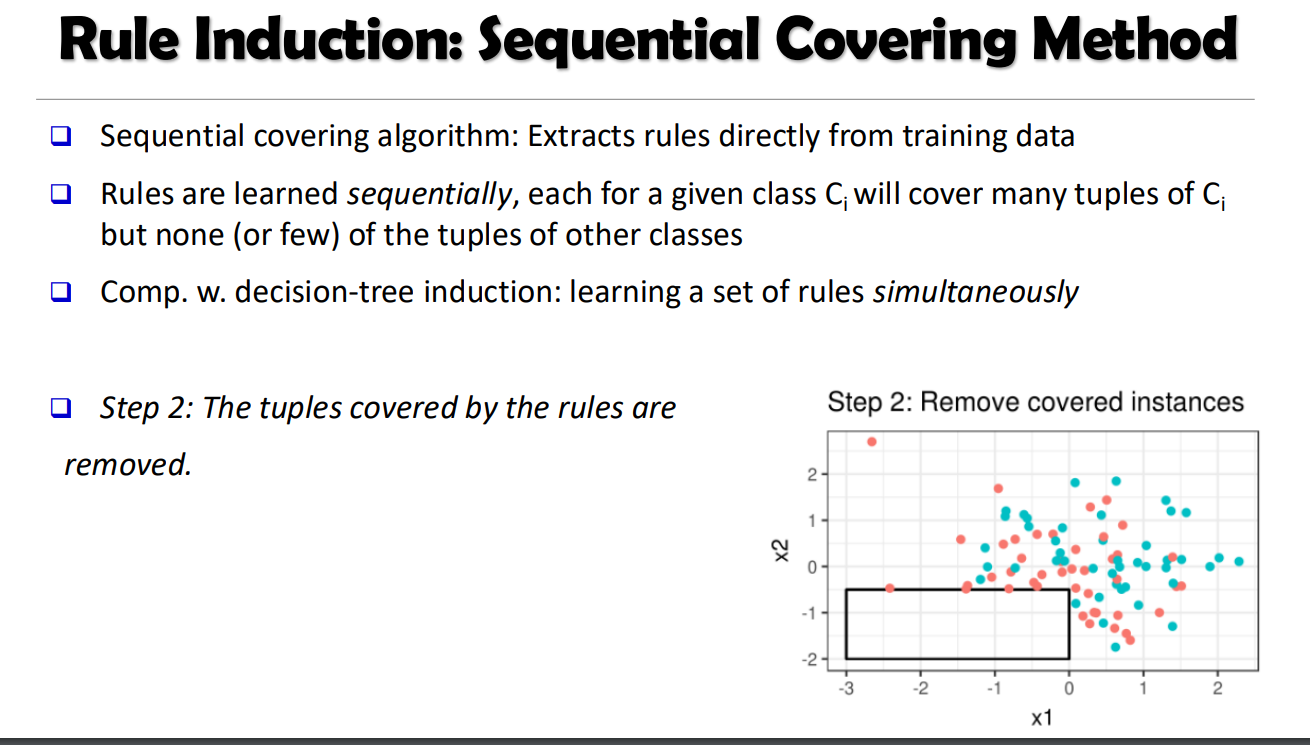 Rule Induction: Sequential Covering Method
Sequential covering algorithm: Extracts rules directly from training data
Rules are learned sequentially, each for a given class Ci will cover many tuples of Ci
but none (or few) of the tuples of other classes
Comp. w. decision-tree induction: learning a set of rules simultaneously
Step 2: The tuples covered by the rules are
removed.
Step 2: Remove covered instances
2
1
0
-1
-2
x2
-3 -2 -1 0 1 2
x1